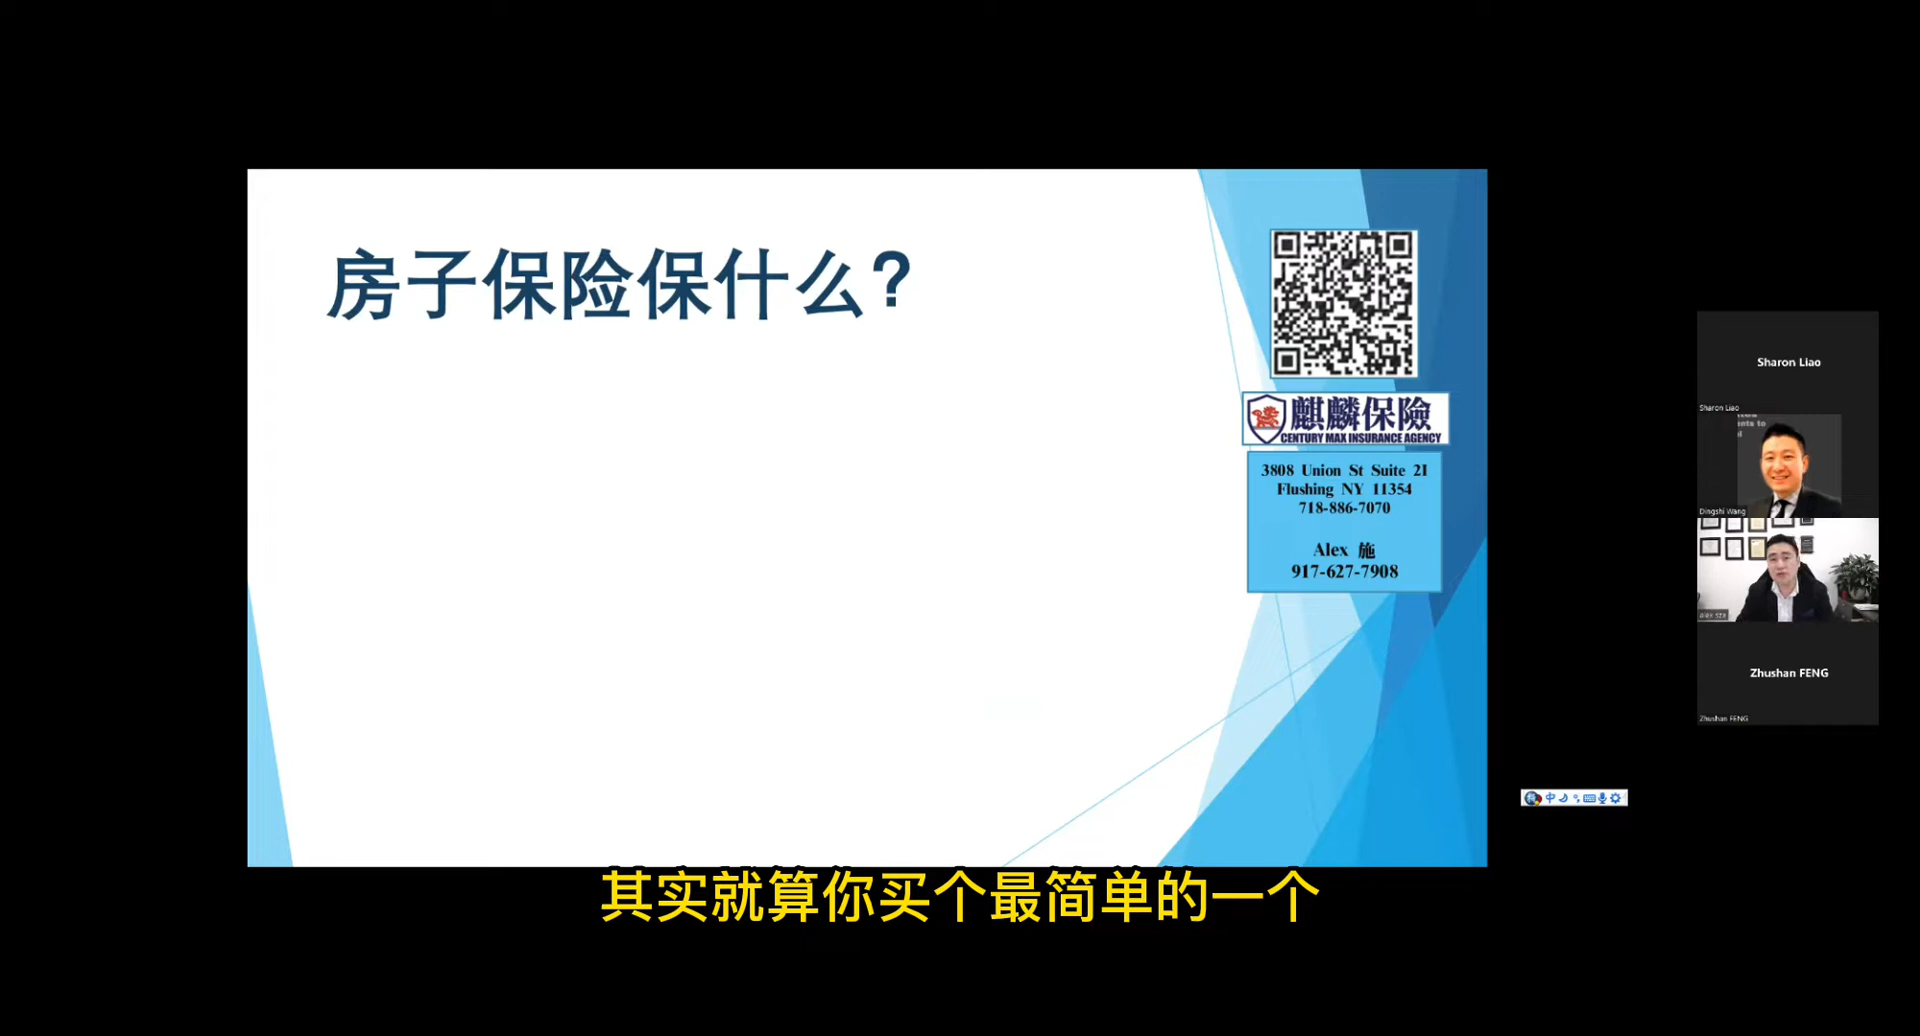 房子保险保什么?
麒麟保險
CENTURY MAX INSURANCE AGENCY
3808 Union St Suite 2I
Flushing NY 11354
718-886-7070
Alex 施
917-627-7908
Sharon Liao
Sharon Liao
Dingshi Wang
Zhushan FENG
Zhushan FENG
中
其实就算你买个最简单的一个